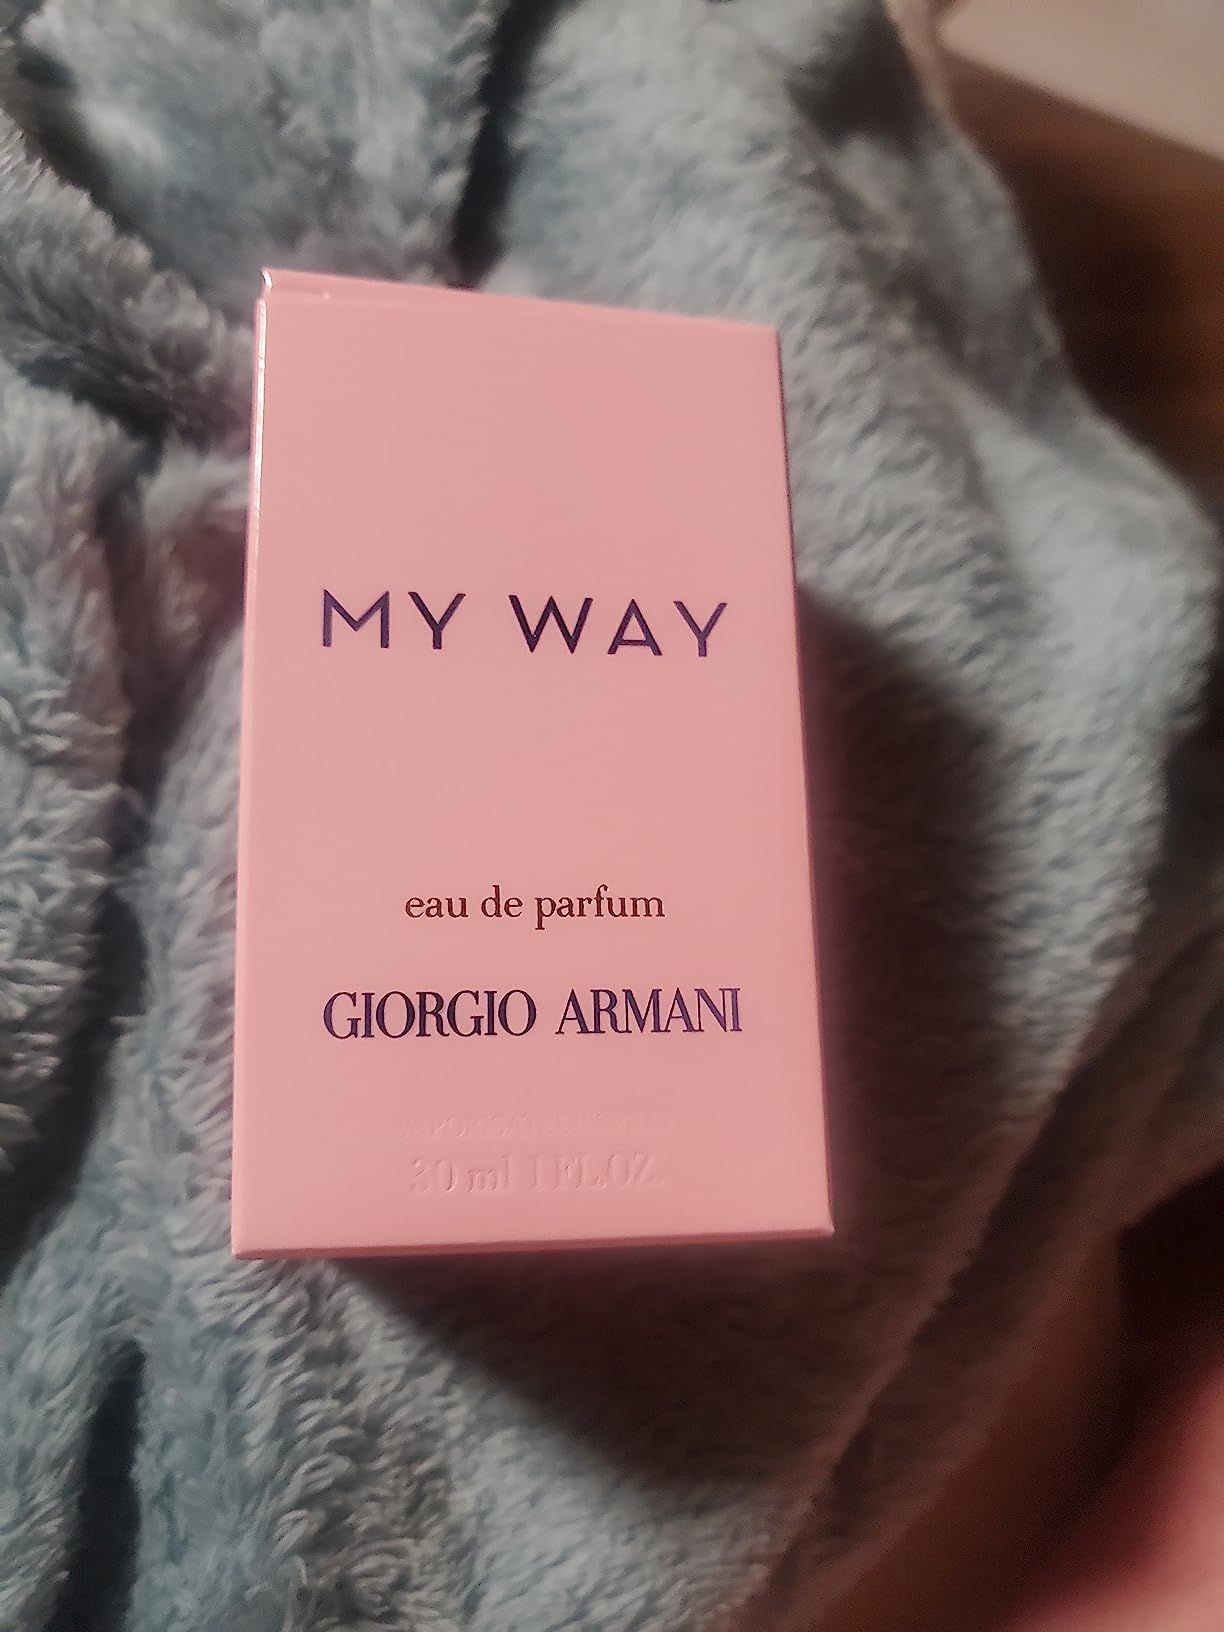 MY WAY
eau de parfum
GIORGIO ARMANI
30 ml 1 FL.OZ.